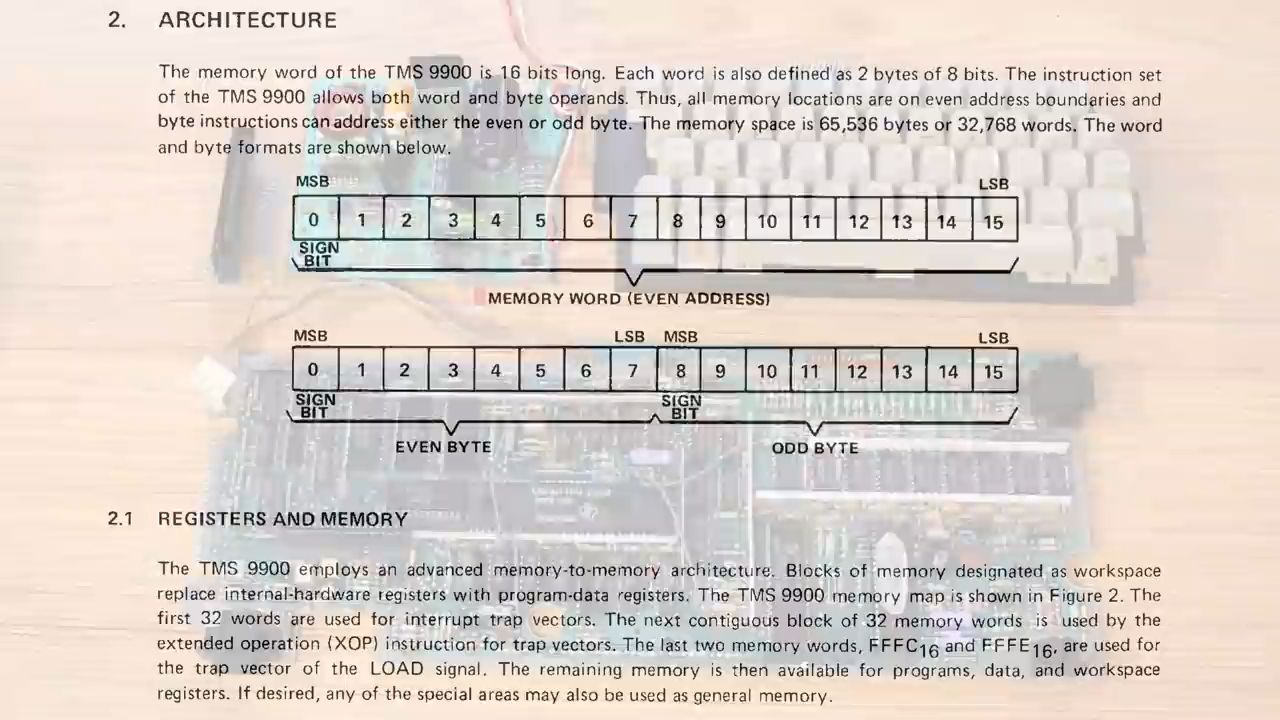 2. ARCHITECTURE
The memory word of the TMS 9900 is 16 bits long. Each word is also defined as 2 bytes of 8 bits. The instruction set
of the TMS 9900 allows both word and byte operands. Thus, all memory locations are on even address boundaries and
byte instructions can address either the even or odd byte. The memory space is 65,536 bytes or 32,768 words. The word
and byte formats are shown below.
MSB LSB
0 1 2 3 4 5 6 7 8 9 10 11 12 13 14 15
SIGN
BIT
MEMORY WORD (EVEN ADDRESS)
MSB LSB MSB LSB
0 1 2 3 4 5 6 7 8 9 10 11 12 13 14 15
SIGN SIGN
BIT BIT
EVEN BYTE ODD BYTE
2.1 REGISTERS AND MEMORY
The TMS 9900 employs an advanced memory-to-memory architecture. Blocks of memory designated as workspace
replace internal-hardware registers with program-data registers. The TMS 9900 memory map is shown in Figure 2. The
first 32 words are used for interrupt trap vectors. The next contiguous block of 32 memory words is used by the
extended operation (XOP) instruction for trap vectors. The last two memory words, FFFC16 and FFFE16, are used for
the trap vector of the LOAD signal. The remaining memory is then available for programs, data, and workspace
registers. If desired, any of the special areas may also be used as general memory.